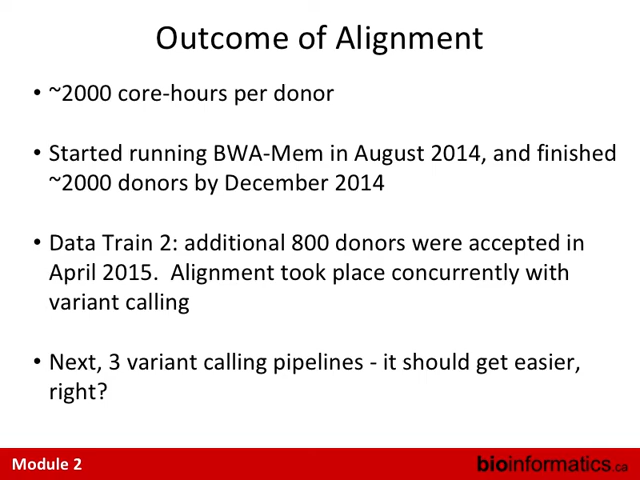 Outcome of Alignment
• ~2000 core-hours per donor
• Started running BWA-Mem in August 2014, and finished
~2000 donors by December 2014
• Data Train 2: additional 800 donors were accepted in
April 2015.  Alignment took place concurrently with
variant calling
• Next, 3 variant calling pipelines - it should get easier,
right?
Module 2
bioinformatics.ca